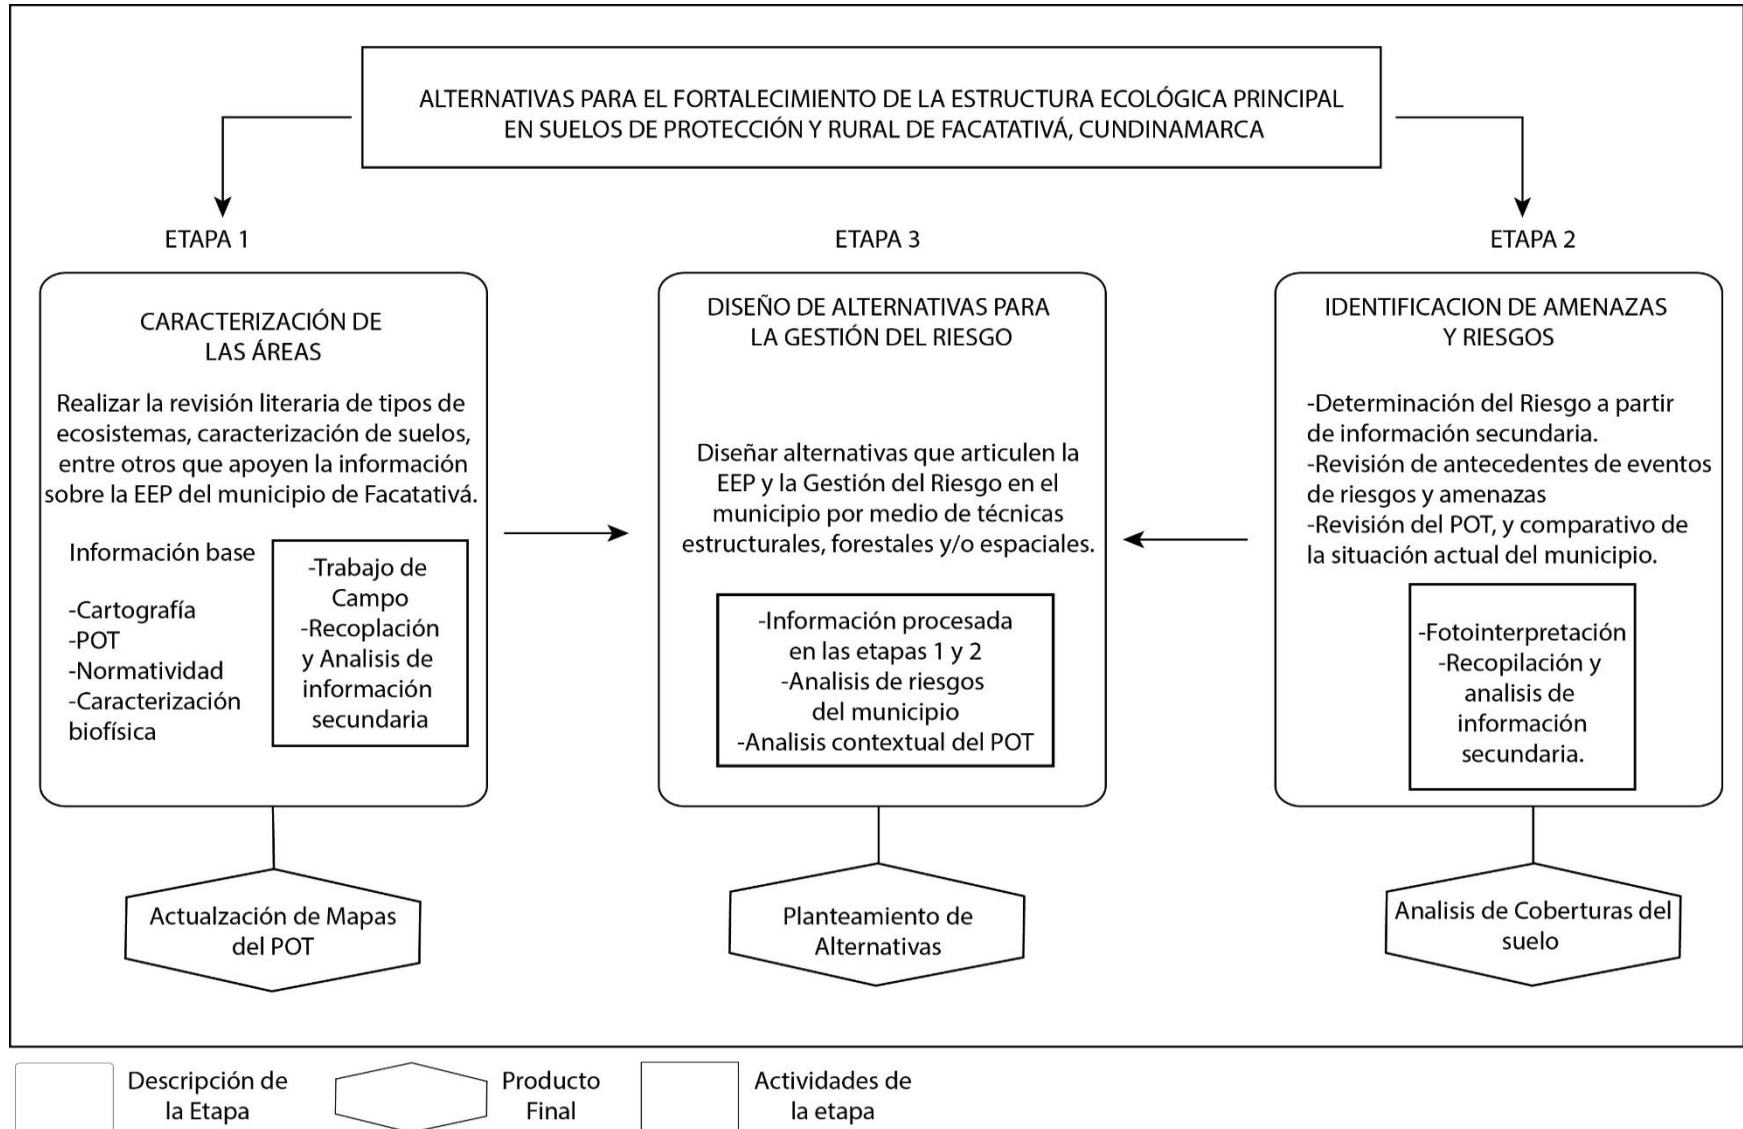 ALTERNATIVAS PARA EL FORTALECIMIENTO DE LA ESTRUCTURA ECOLÓGICA PRINCIPAL
EN SUELOS DE PROTECCIÓN Y RURAL DE FACATATIVÁ, CUNDINAMARCA
ETAPA 1
CARACTERIZACIÓN DE
LAS ÁREAS
Realizar la revisión literaria de tipos de
ecosistemas, caracterización de suelos,
entre otros que apoyen la información
sobre la EEP del municipio de Facatativá.
Información base
-Cartografía
-POT
-Normatividad
-Caracterización
biofísica
-Trabajo de
Campo
-Recoplación
y Analisis de
información
secundaria
Actualzación de Mapas
del POT
ETAPA 3
DISEÑO DE ALTERNATIVAS PARA
LA GESTIÓN DEL RIESGO
Diseñar alternativas que articulen la
EEP y la Gestión del Riesgo en el
municipio por medio de técnicas
estructurales, forestales y/o espaciales.
-Información procesada
en las etapas 1 y 2
-Analisis de riesgos
del municipio
-Analisis contextual del POT
Planteamiento de
Alternativas
ETAPA 2
IDENTIFICACION DE AMENAZAS
Y RIESGOS
-Determinación del Riesgo a partir
de información secundaria.
-Revisión de antecedentes de eventos
de riesgos y amenazas
-Revisión del POT, y comparativo de
la situación actual del municipio.
-Fotointerpretación
-Recopilación y
analisis de
información
secundaria.
Analisis de Coberturas del
suelo
Descripción de
la Etapa
Producto
Final
Actividades de
la etapa